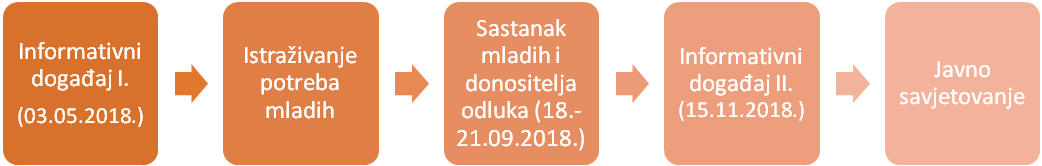 Informativni
događaj I.
(03.05.2018.)
Istraživanje
potreba
mladih
Sastanak
mladih i
donositelja
odluka (18.-
21.09.2018.)
Informativni
događaj II.
(15.11.2018.)
Javno
savjetovanje